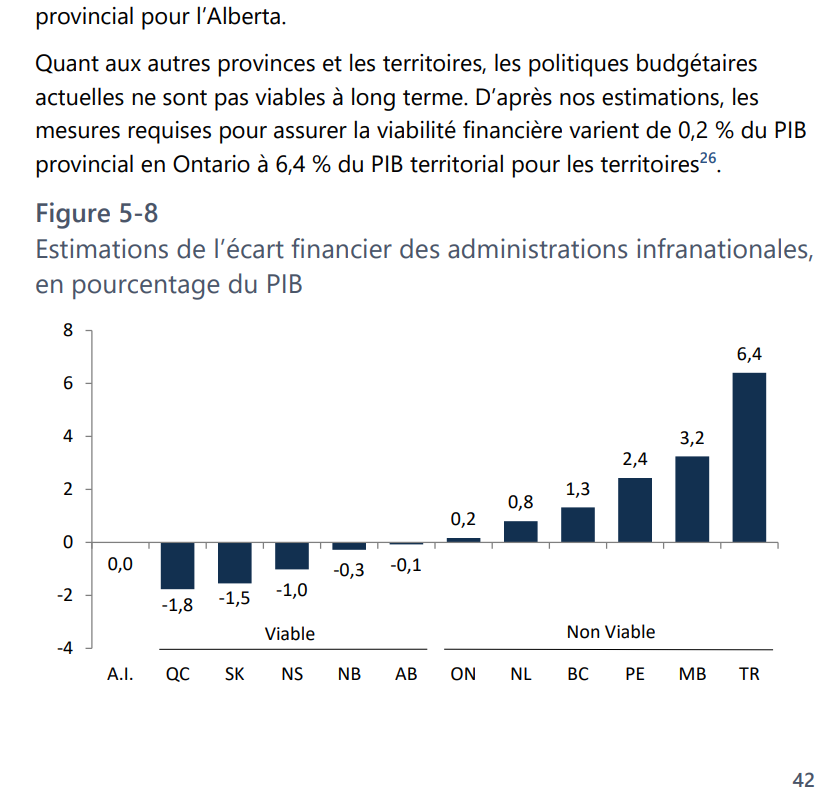 provincial pour l’Alberta.
Quant aux autres provinces et les territoires, les politiques budgétaires
actuelles ne sont pas viables à long terme. D’après nos estimations, les
mesures requises pour assurer la viabilité financière varient de 0,2 % du PIB
provincial en Ontario à 6,4 % du PIB territorial pour les territoires26.
Figure 5-8
Estimations de l’écart financier des administrations infranationales,
en pourcentage du PIB
8
6,4
6
4
3,2
2,4
2
1,3
0,8
0,2
0
0,0
-0,3
-0,1
-1,0
-1,5
-1,8
-2
Viable
Non Viable
-4
A.I. QC SK NS NB AB ON NL BC PE MB TR
42